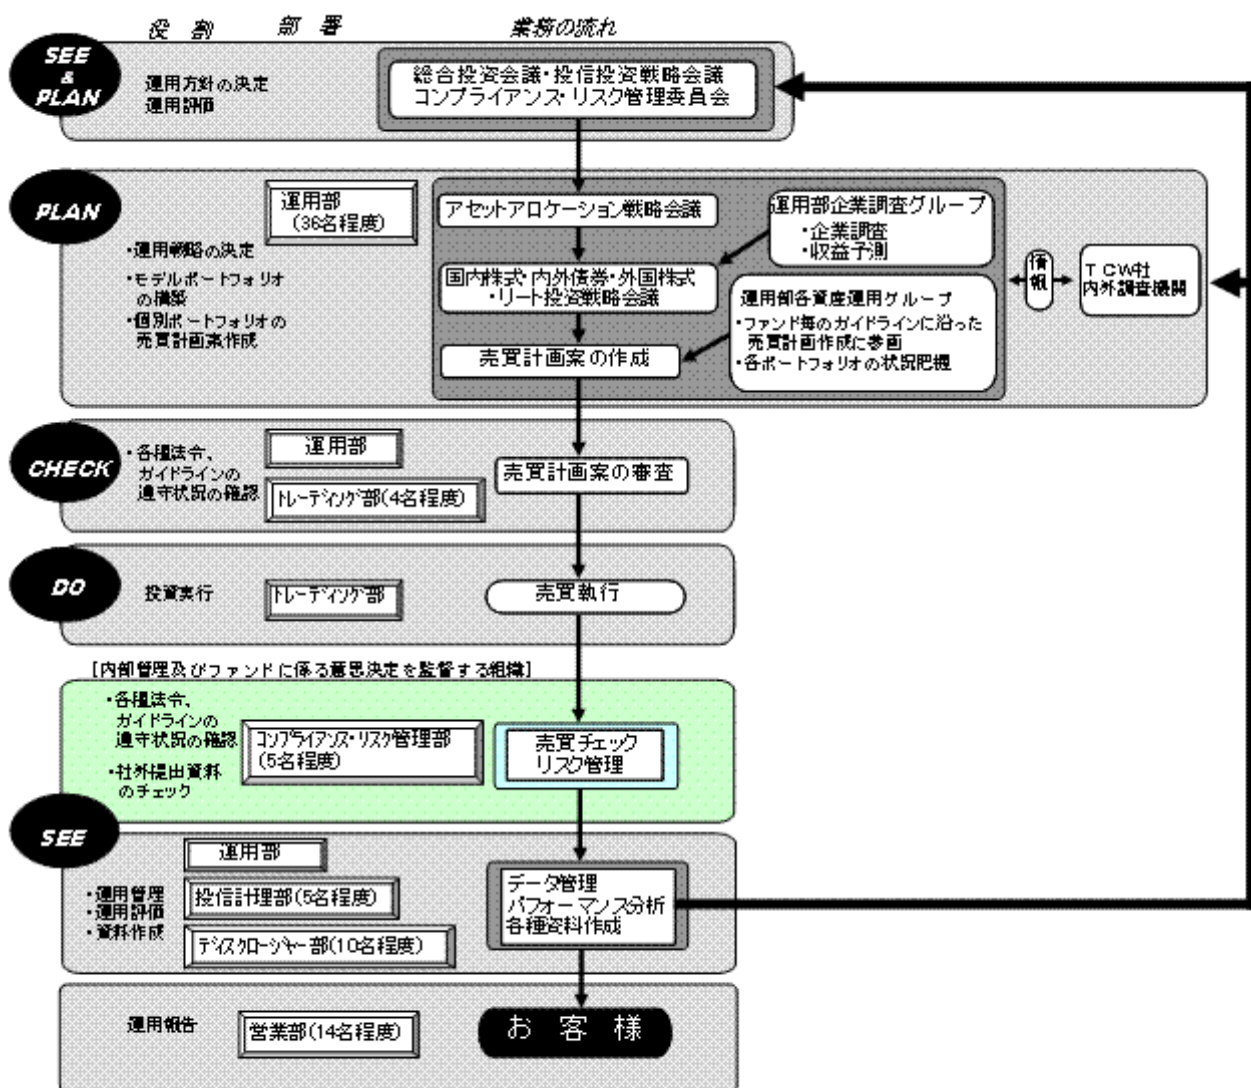 役　割
部　署
業務の流れ
SEE
&
PLAN
運用方針の決定
運用評価
総合投資会議・投信投資戦略会議
コンプライアンス・リスク管理委員会
PLAN
運用部
(36名程度)
・運用戦略の決定
・モデルポートフォリオ
の構築
・個別ポートフォリオの
売買計画案作成
アセットアロケーション戦略会議
国内株式・内外債券・外国株式
・リート投資戦略会議
売買計画案の作成
運用部企業調査グループ
・企業調査
・収益予測
運用部各資産運用グループ
・ファンド毎のガイドラインに沿った
売買計画作成に参画
・各ポートフォリオの状況把握
情報
TCW社
内外調査機関
CHECK
・各種法令、
ガイドラインの
遵守状況の確認
運用部
トレーディング部(4名程度)
売買計画案の審査
DO
投資実行
トレーディング部
売買執行
[内部管理及びファンドに係る意思決定を監督する組織]
・各種法令、
ガイドラインの
遵守状況の確認
・社外提出資料
のチェック
コンプライアンス・リスク管理部
(5名程度)
売買チェック
リスク管理
SEE
・運用管理
・運用評価
・資料作成
運用部
投信計理部(5名程度)
ディスクロージャー部(10名程度)
データ管理
パフォーマンス分析
各種資料作成
運用報告
営業部(14名程度)
お　客　様